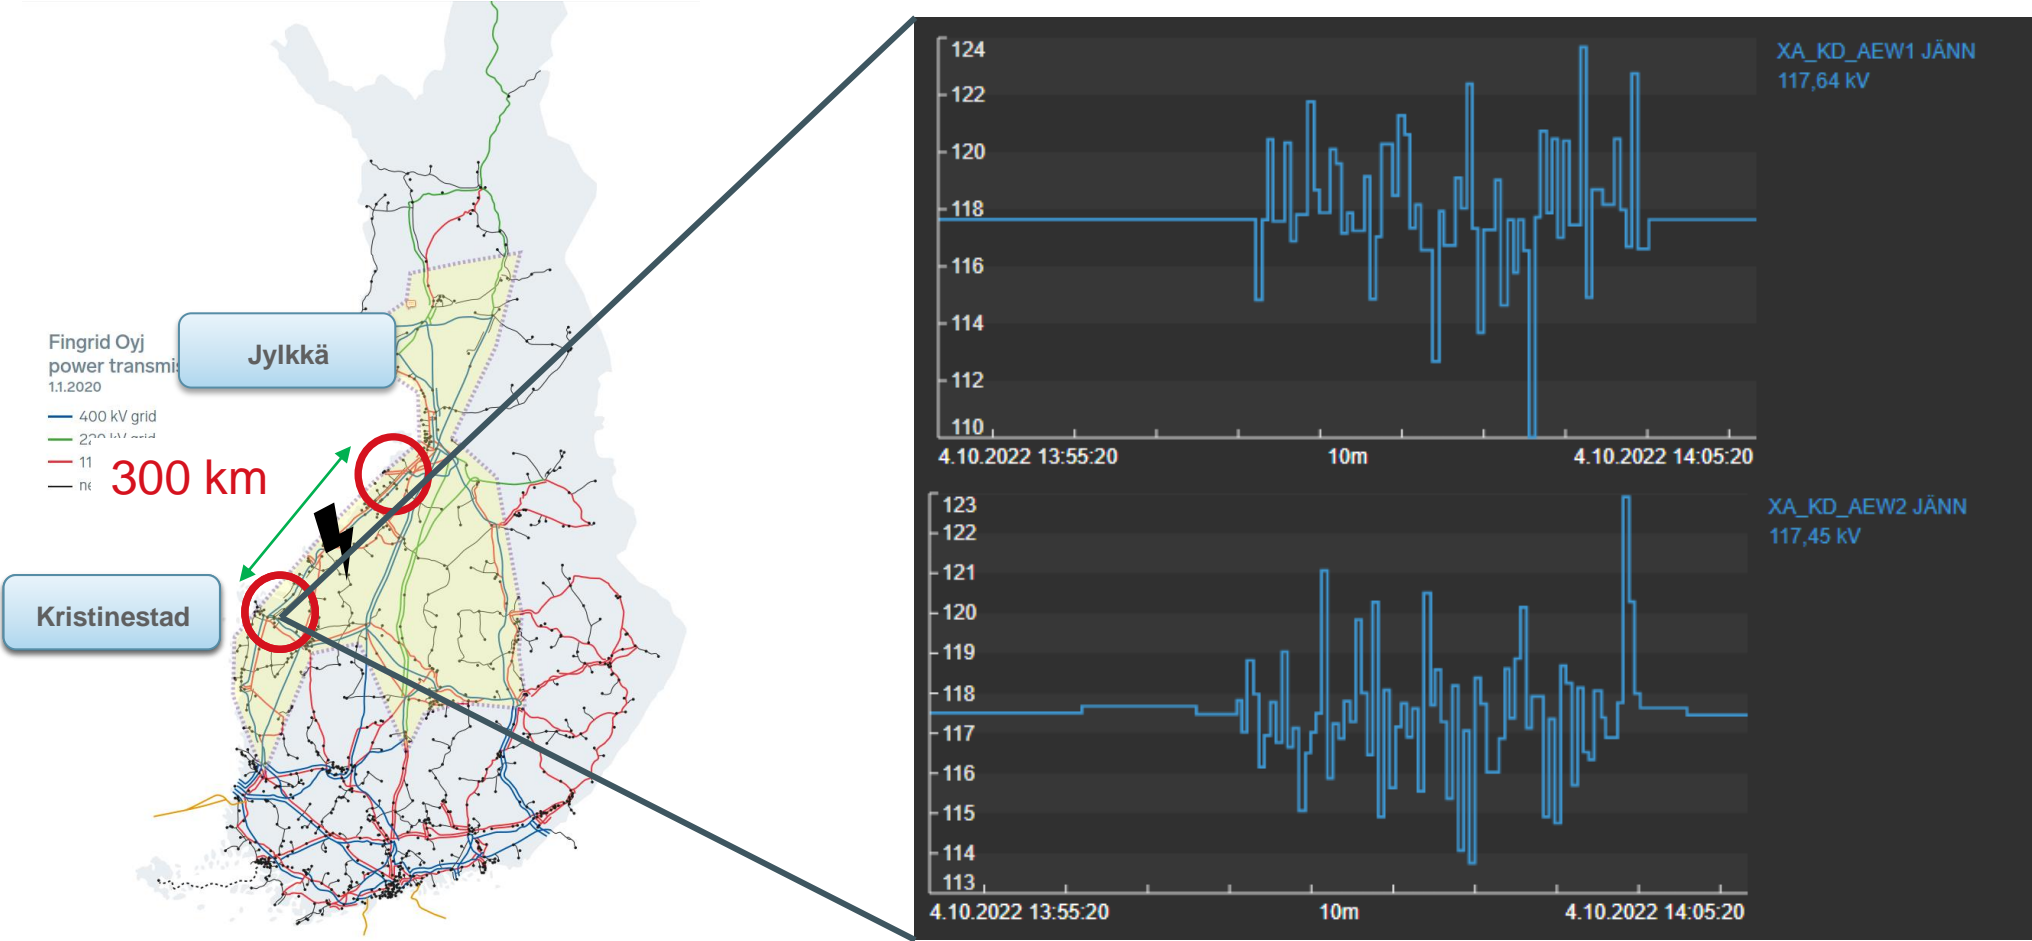 Fingrid Oyj
power transmis
1.1.2020
400 kV grid
11
Jylkkä
300 km
Kristinestad
124
122
120
118
116
114
112
110
4.10.2022 13:55:20
10m
4.10.2022 14:05:20
XA_KD_AEW1 JÄNN
117,64 kV
123
122
121
120
119
118
117
116
115
114
113
4.10.2022 13:55:20
10m
4.10.2022 14:05:20
XA_KD_AEW2 JÄNN
117,45 kV